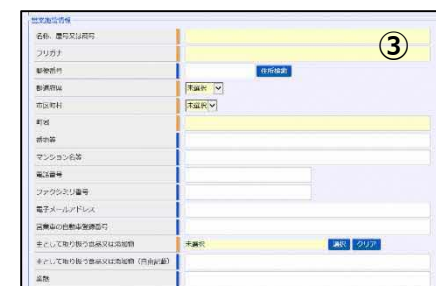 営業施設情報
名称、屋号又は商号
フリガナ
③
郵便番号
住所検索
都道府県
未選択
市区町村
未選択
町域
番地等
マンション名等
電話番号
ファクシミリ番号
電子メールアドレス
営業車の自動車登録番号
主として取り扱う食品又は添加物
未選択
選択
クリア
主として取り扱う食品又は添加物（自由記載）
業態